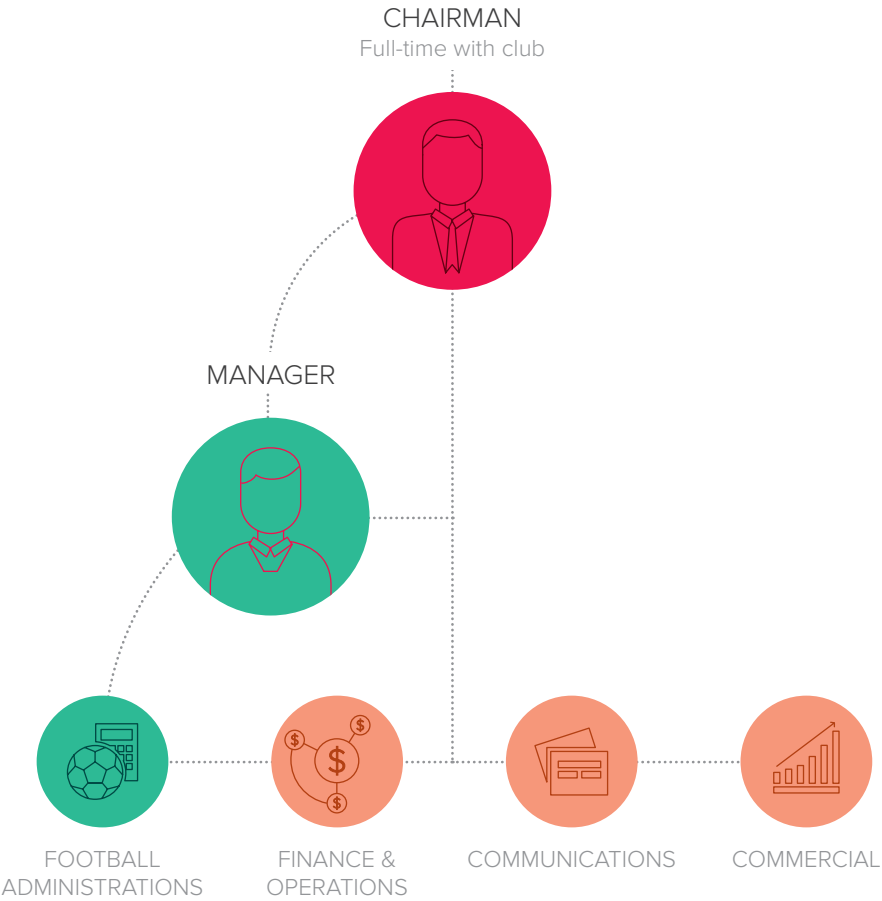 CHAIRMAN
Full-time with club
MANAGER
$
$
$
$
FOOTBALL
ADMINISTRATIONS
FINANCE &
OPERATIONS
COMMUNICATIONS
COMMERCIAL